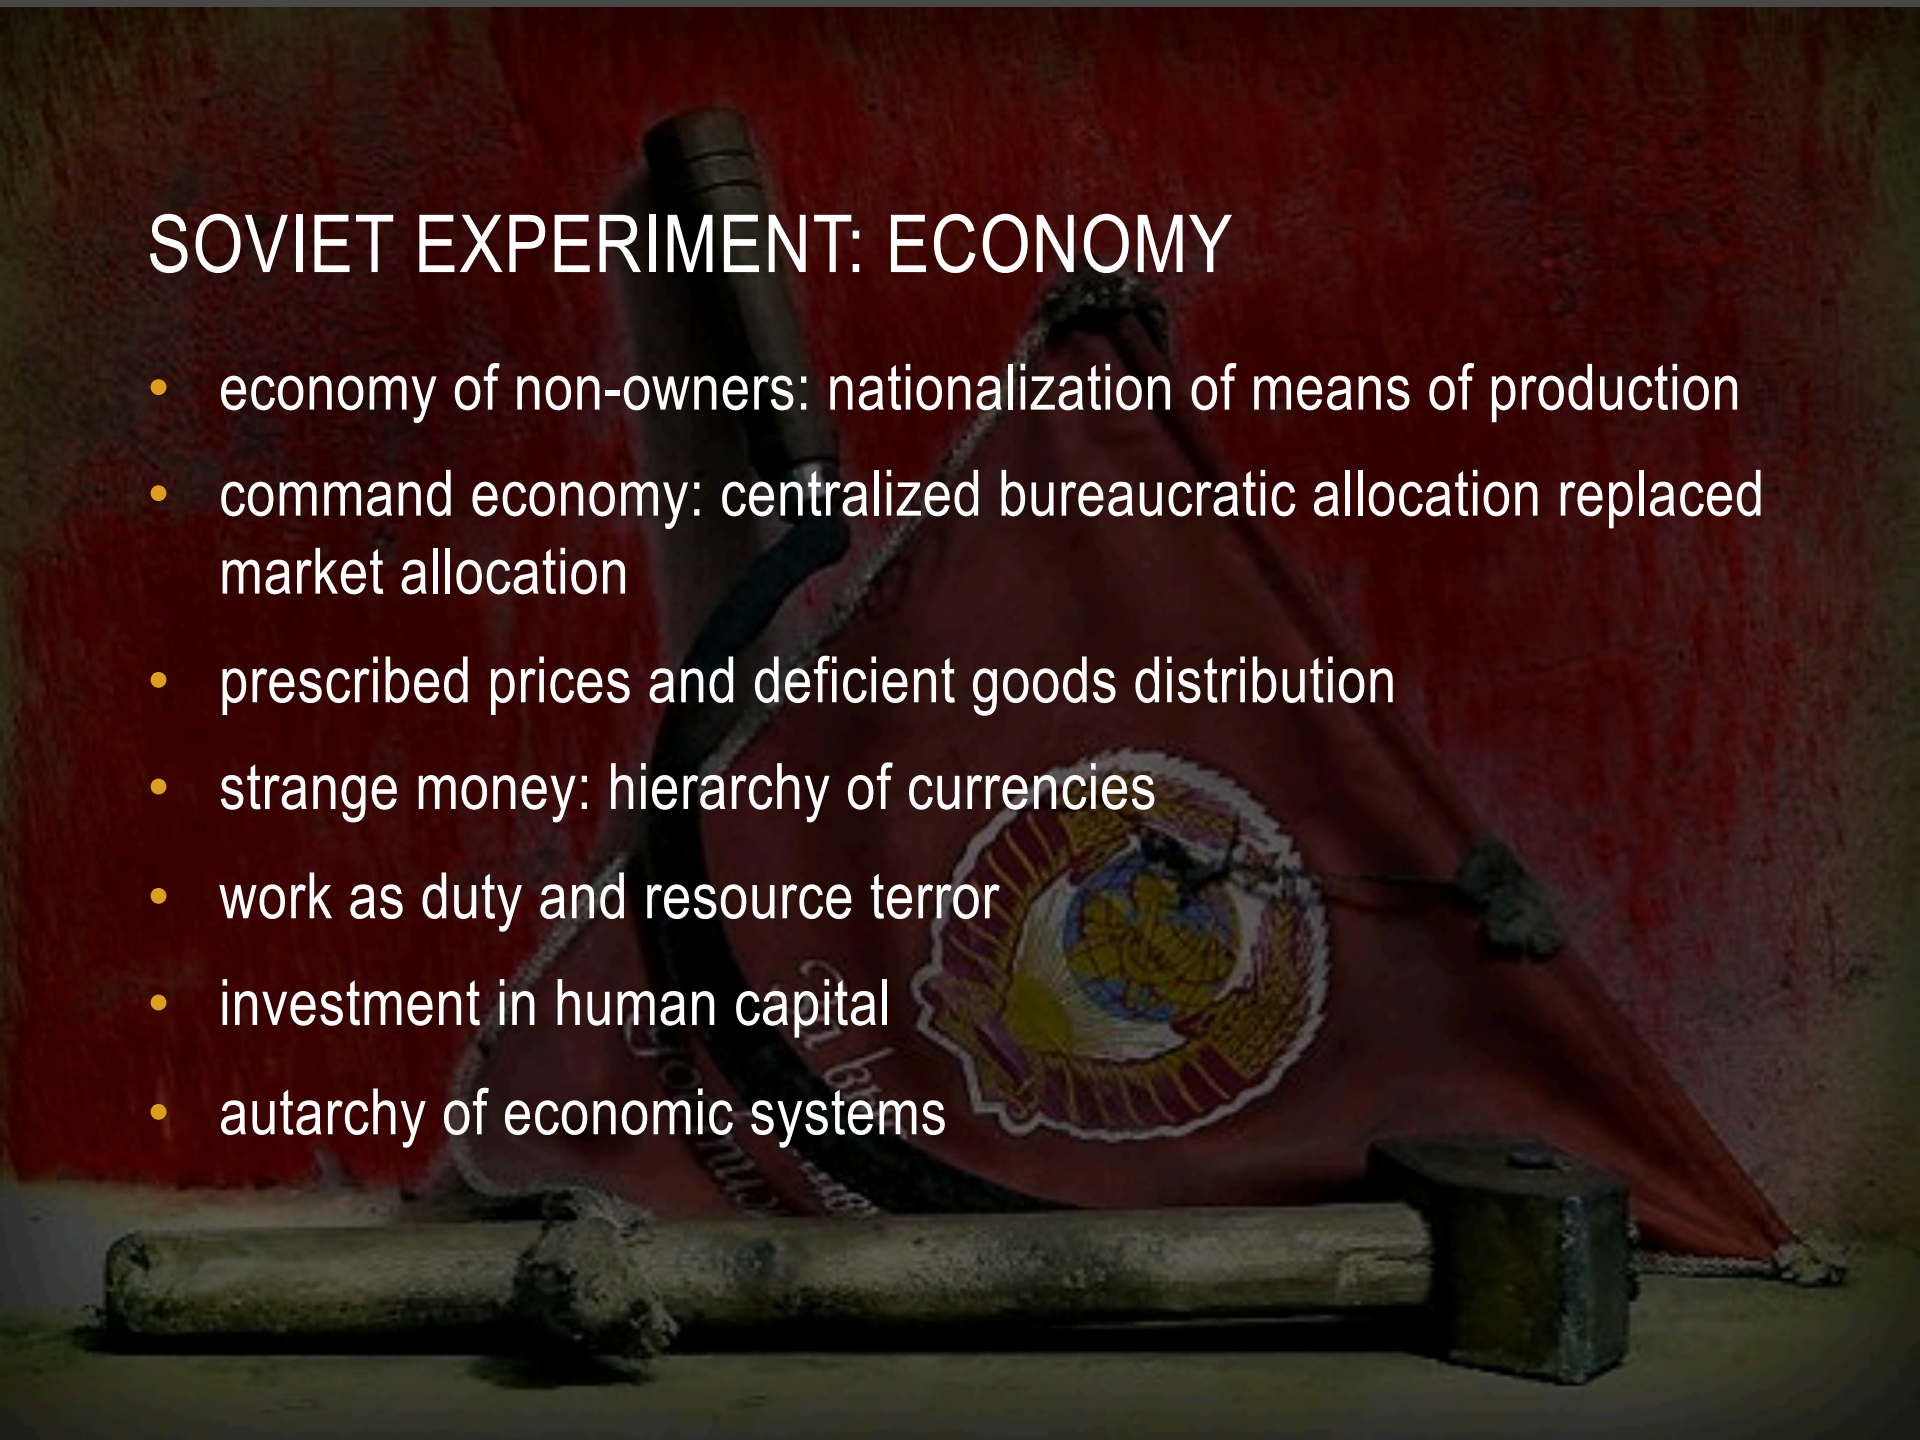 SOVIET EXPERIMENT: ECONOMY
• economy of non-owners: nationalization of means of production
• command economy: centralized bureaucratic allocation replaced
market allocation
• prescribed prices and deficient goods distribution
• strange money: hierarchy of currencies
• work as duty and resource terror
• investment in human capital
• autarchy of economic systems